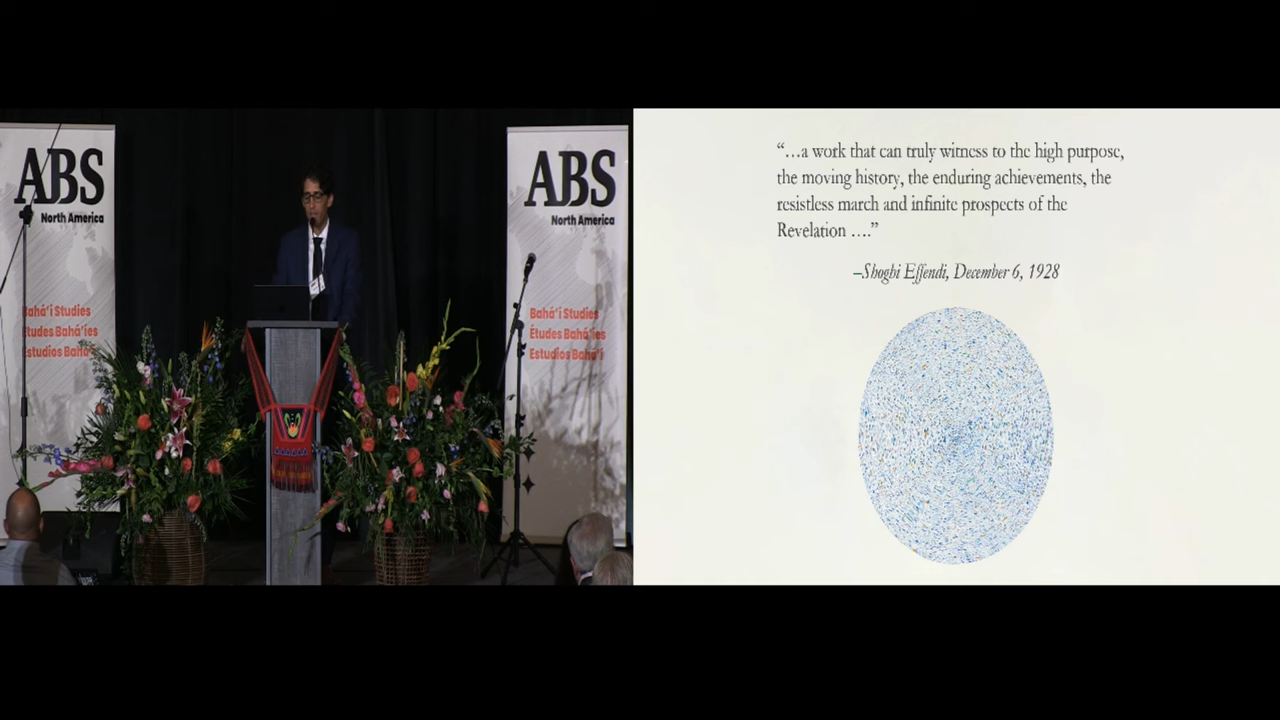 ABS
North America
Bahá'í Studies
Études Bahá'íes
Estudios Bahá'í
ABS
North America
Bahá'í Studies
Études Bahá'íes
Estudios Bahá'í
“…a work that can truly witness to the high purpose,
the moving history, the enduring achievements, the
resistless march and infinite prospects of the
Revelation ….”
–Shoghi Effendi, December 6, 1928